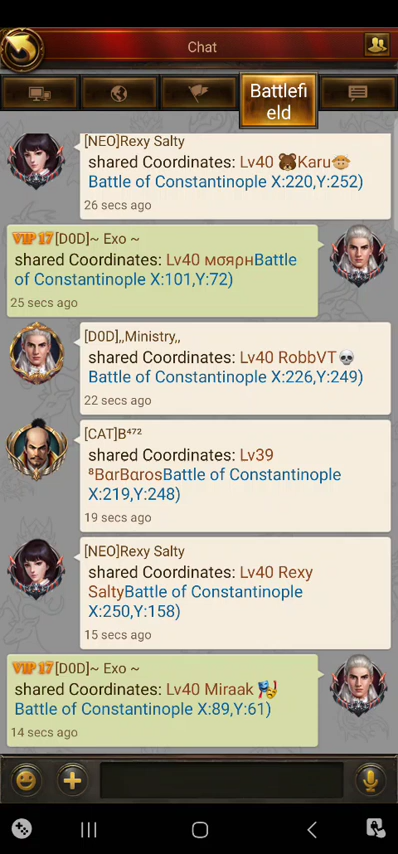 Chat
Battlefi
eld
[NEO]Rexy Salty
shared Coordinates: Lv40 🐻Karu🐵
Battle of Constantinople X:220,Y:252)
26 secs ago
VIP 17 [D0D]~ Exo ~
shared Coordinates: Lv40 мσяρнBattle
of Constantinople X:101,Y:72)
25 secs ago
[D0D],,Ministry,,
shared Coordinates: Lv40 RobbVT💀
Battle of Constantinople X:226,Y:249)
22 secs ago
[CAT]B⁴⁷²
shared Coordinates: Lv39
⁸BαrBαrosBattle of Constantinople
X:219,Y:248)
19 secs ago
[NEO]Rexy Salty
shared Coordinates: Lv40 Rexy
SaltyBattle of Constantinople
X:250,Y:158)
15 secs ago
VIP 17 [D0D]~ Exo ~
shared Coordinates: Lv40 Miraak 🎏
Battle of Constantinople X:89,Y:61)
14 secs ago